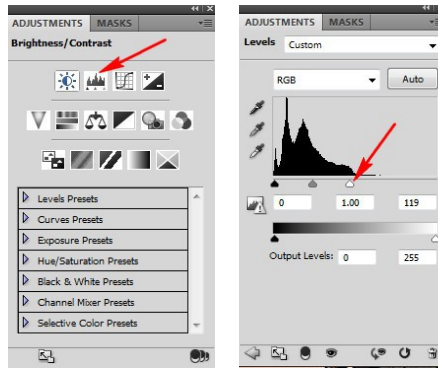 ADJUSTMENTS MASKS
Brightness/Contrast
Levels Presets
Curves Presets
Exposure Presets
Hue/Saturation Presets
Black & White Presets
Channel Mixer Presets
Selective Color Presets
ADJUSTMENTS MASKS
Levels Custom
RGB Auto
0 1.00 119
Output Levels: 0 255